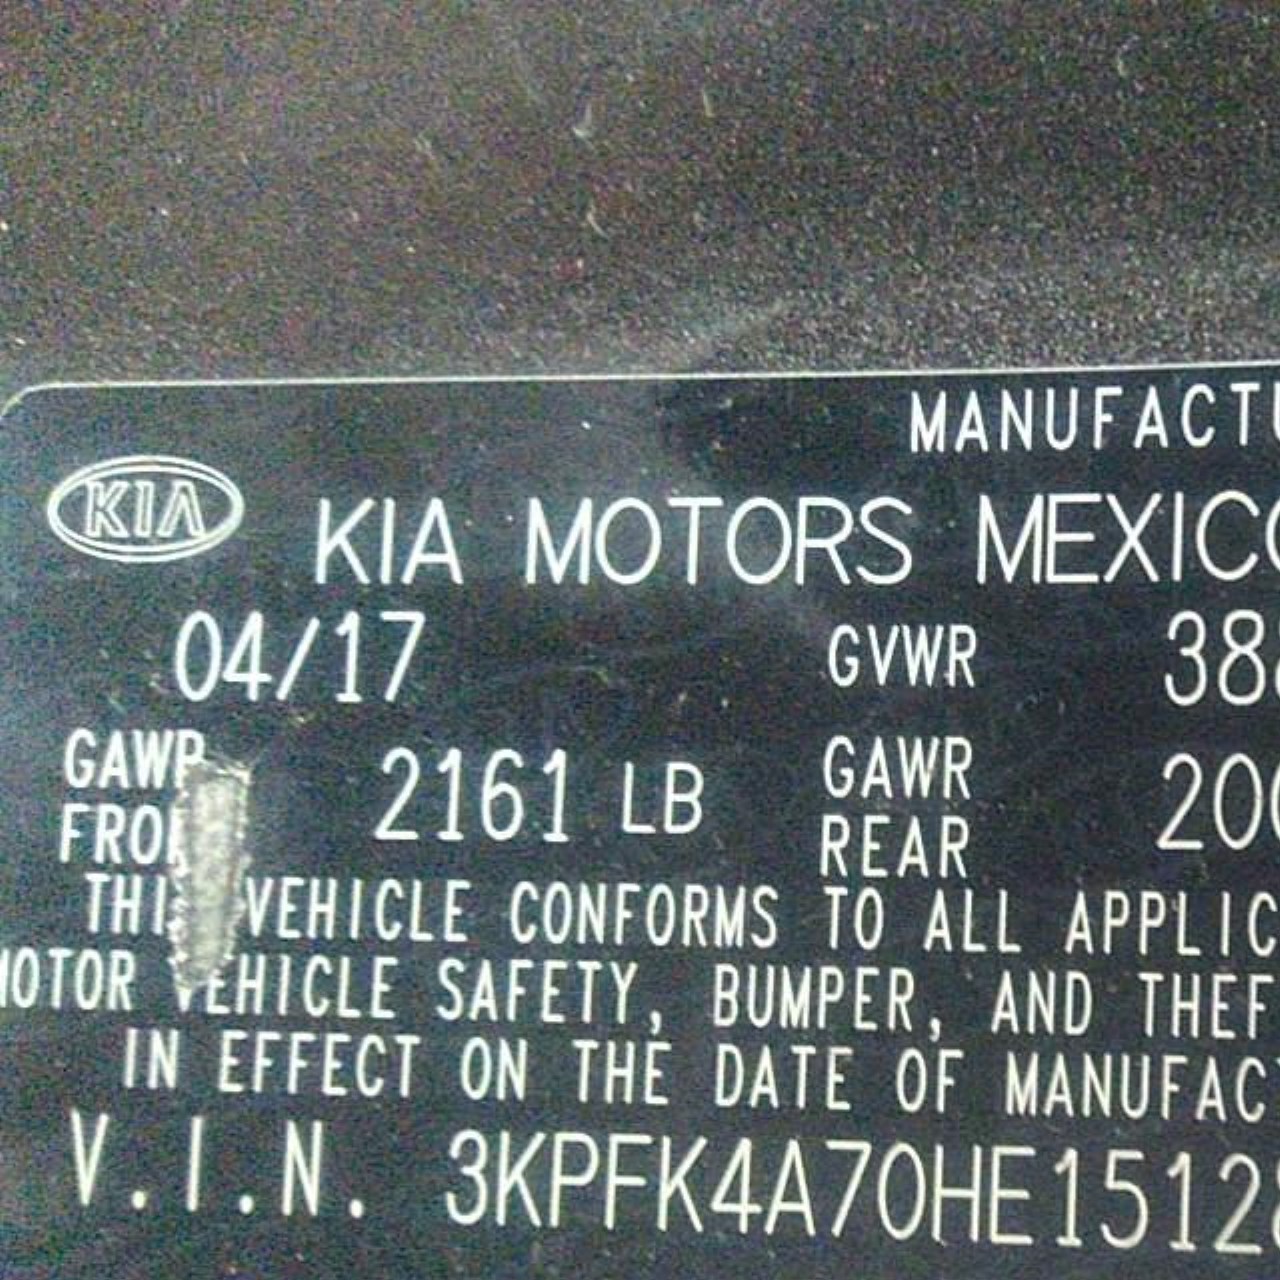 MANUFACTU
KIA KIA MOTORS MEXICO
04/17 GVWR 38
GAWR 2161 LB GAWR 20
FRO REAR
THI VEHICLE CONFORMS TO ALL APPLIC
MOTOR VEHICLE SAFETY, BUMPER, AND THEF
IN EFFECT ON THE DATE OF MANUFAC
V.I.N. 3KPFK4A70HE1512